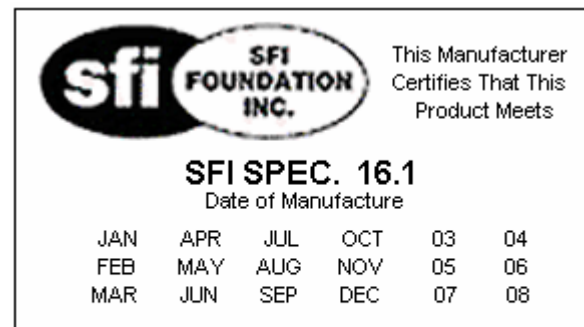 sfi
SFI
FOUNDATION
INC.
This Manufacturer
Certifies That This
Product Meets
SFI SPEC. 16.1
Date of Manufacture
JAN APR JUL OCT 03 04
FEB MAY AUG NOV 05 06
MAR JUN SEP DEC 07 08